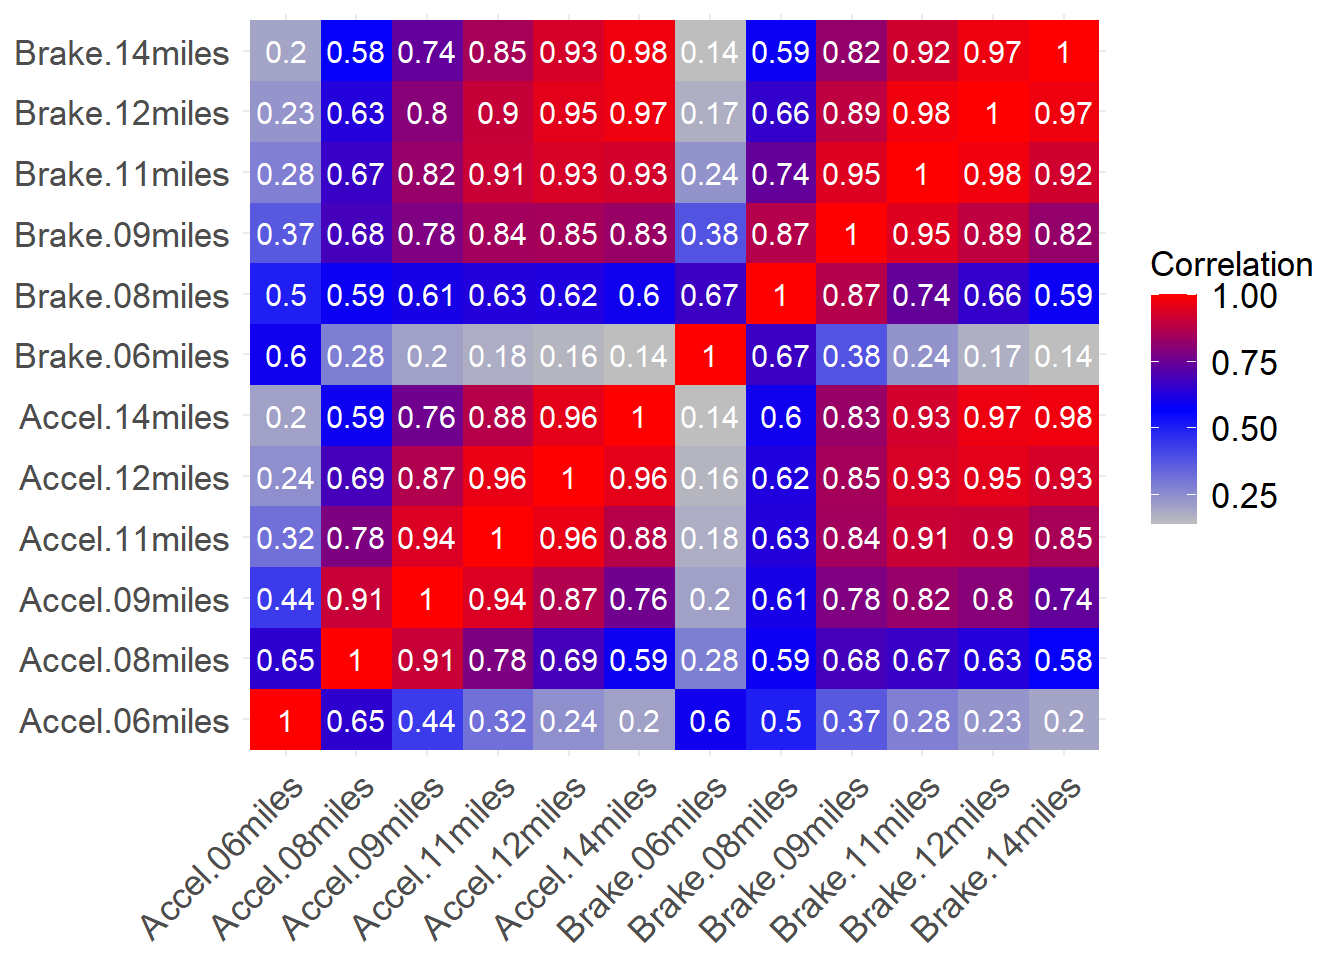 Brake.14miles 0.2 0.58 0.74 0.85 0.93 0.98 0.14 0.59 0.82 0.92 0.97 1
Brake.12miles 0.23 0.63 0.8 0.9 0.95 0.97 0.17 0.66 0.89 0.98 1 0.97
Brake.11miles 0.28 0.67 0.82 0.91 0.93 0.93 0.24 0.74 0.95 1 0.98 0.92
Brake.09miles 0.37 0.68 0.78 0.84 0.85 0.83 0.38 0.87 1 0.95 0.89 0.82
Brake.08miles 0.5 0.59 0.61 0.63 0.62 0.6 0.67 1 0.87 0.74 0.66 0.59
Brake.06miles 0.6 0.28 0.2 0.18 0.16 0.14 1 0.67 0.38 0.24 0.17 0.14
Accel.14miles 0.2 0.59 0.76 0.88 0.96 1 0.14 0.6 0.83 0.93 0.97 0.98
Accel.12miles 0.24 0.69 0.87 0.96 1 0.96 0.16 0.62 0.85 0.93 0.95 0.93
Accel.11miles 0.32 0.78 0.94 1 0.96 0.88 0.18 0.63 0.84 0.91 0.9 0.85
Accel.09miles 0.44 0.91 1 0.94 0.87 0.76 0.2 0.61 0.78 0.82 0.8 0.74
Accel.08miles 0.65 1 0.91 0.78 0.69 0.59 0.28 0.59 0.68 0.67 0.63 0.58
Accel.06miles 1 0.65 0.44 0.32 0.24 0.2 0.6 0.5 0.37 0.28 0.23 0.2
Accel.06miles
Accel.08miles
Accel.09miles
Accel.11miles
Accel.12miles
Accel.14miles
Brake.06miles
Brake.08miles
Brake.09miles
Brake.11miles
Brake.12miles
Brake.14miles
Correlation
1.00
0.75
0.50
0.25